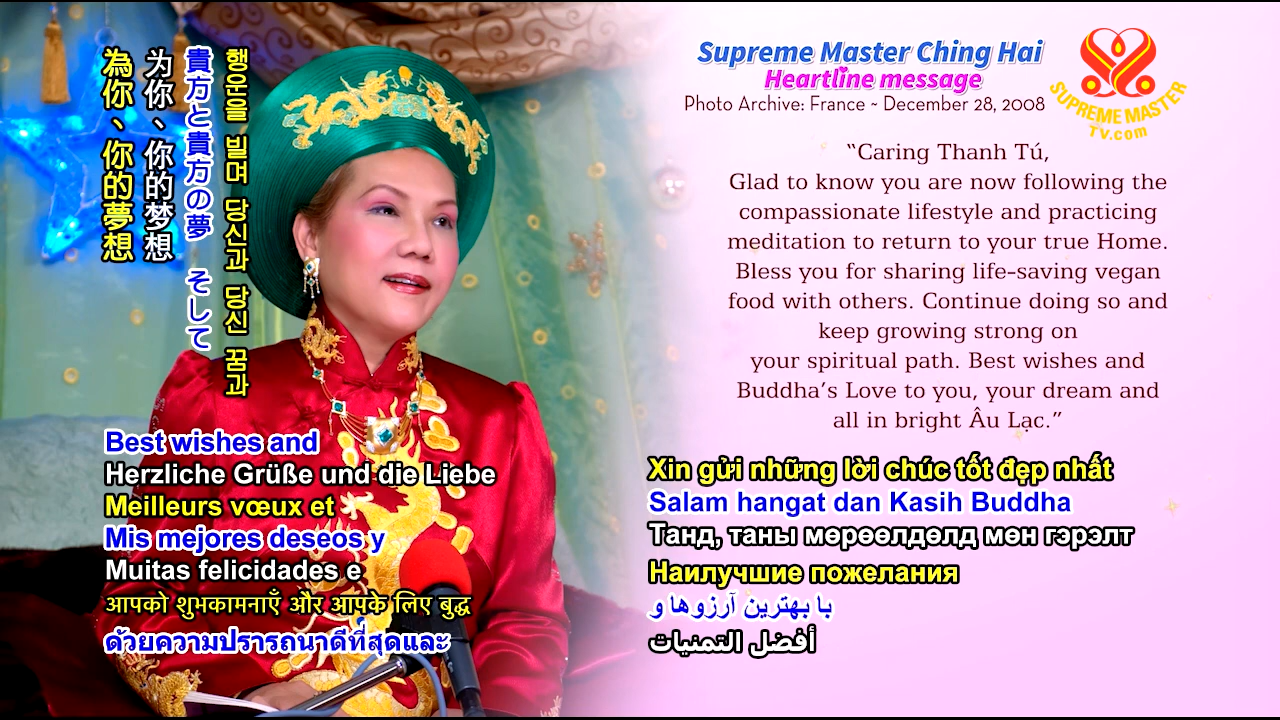 Supreme Master Ching Hai
Heartline message
Photo Archive: France ~ December 28, 2008
SUPREME MASTER
TV.com
“Caring Thanh Tú,
Glad to know you are now following the
compassionate lifestyle and practicing
meditation to return to your true Home.
Bless you for sharing life-saving vegan
food with others. Continue doing so and
keep growing strong on
your spiritual path. Best wishes and
Buddha’s Love to you, your dream and
all in bright Âu Lạc.”
행운을 빌며 당신과 당신 꿈과
貴方と貴方の夢 そして
为你、你的梦想
為你、你的夢想
Best wishes and
Herzliche Grüße und die Liebe
Meilleurs vœux et
Mis mejores deseos y
Muitas felicidades e
आपको शुभकामनाएँ और आपके लिए बुद्ध
ด้วยความปรารถนาดีที่สุดและ
Xin gửi những lời chúc tốt đẹp nhất
Salam hangat dan Kasih Buddha
Танд, таны мөрөөлдөлд мөн гэрэлт
Наилучшие пожелания
با بهترین آرزوها و
أفضل التمنيات